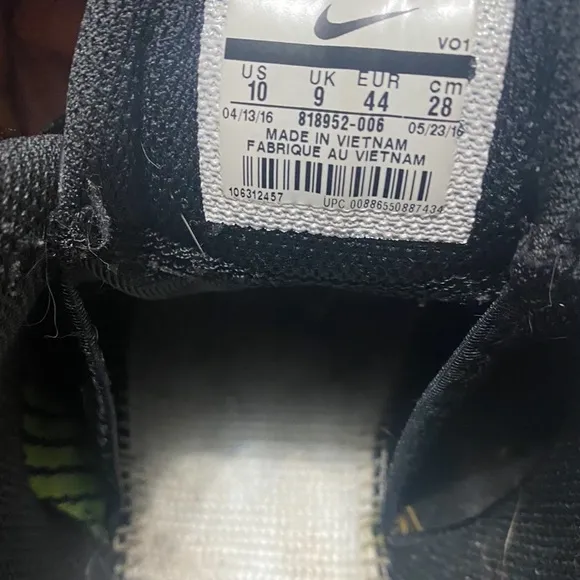 VO1
US UK EUR cm
10 9 44 28
04/13/16 818952-006 05/23/16
MADE IN VIETNAM
FABRIQUE AU VIETNAM
106312457
UPC 00886550887434